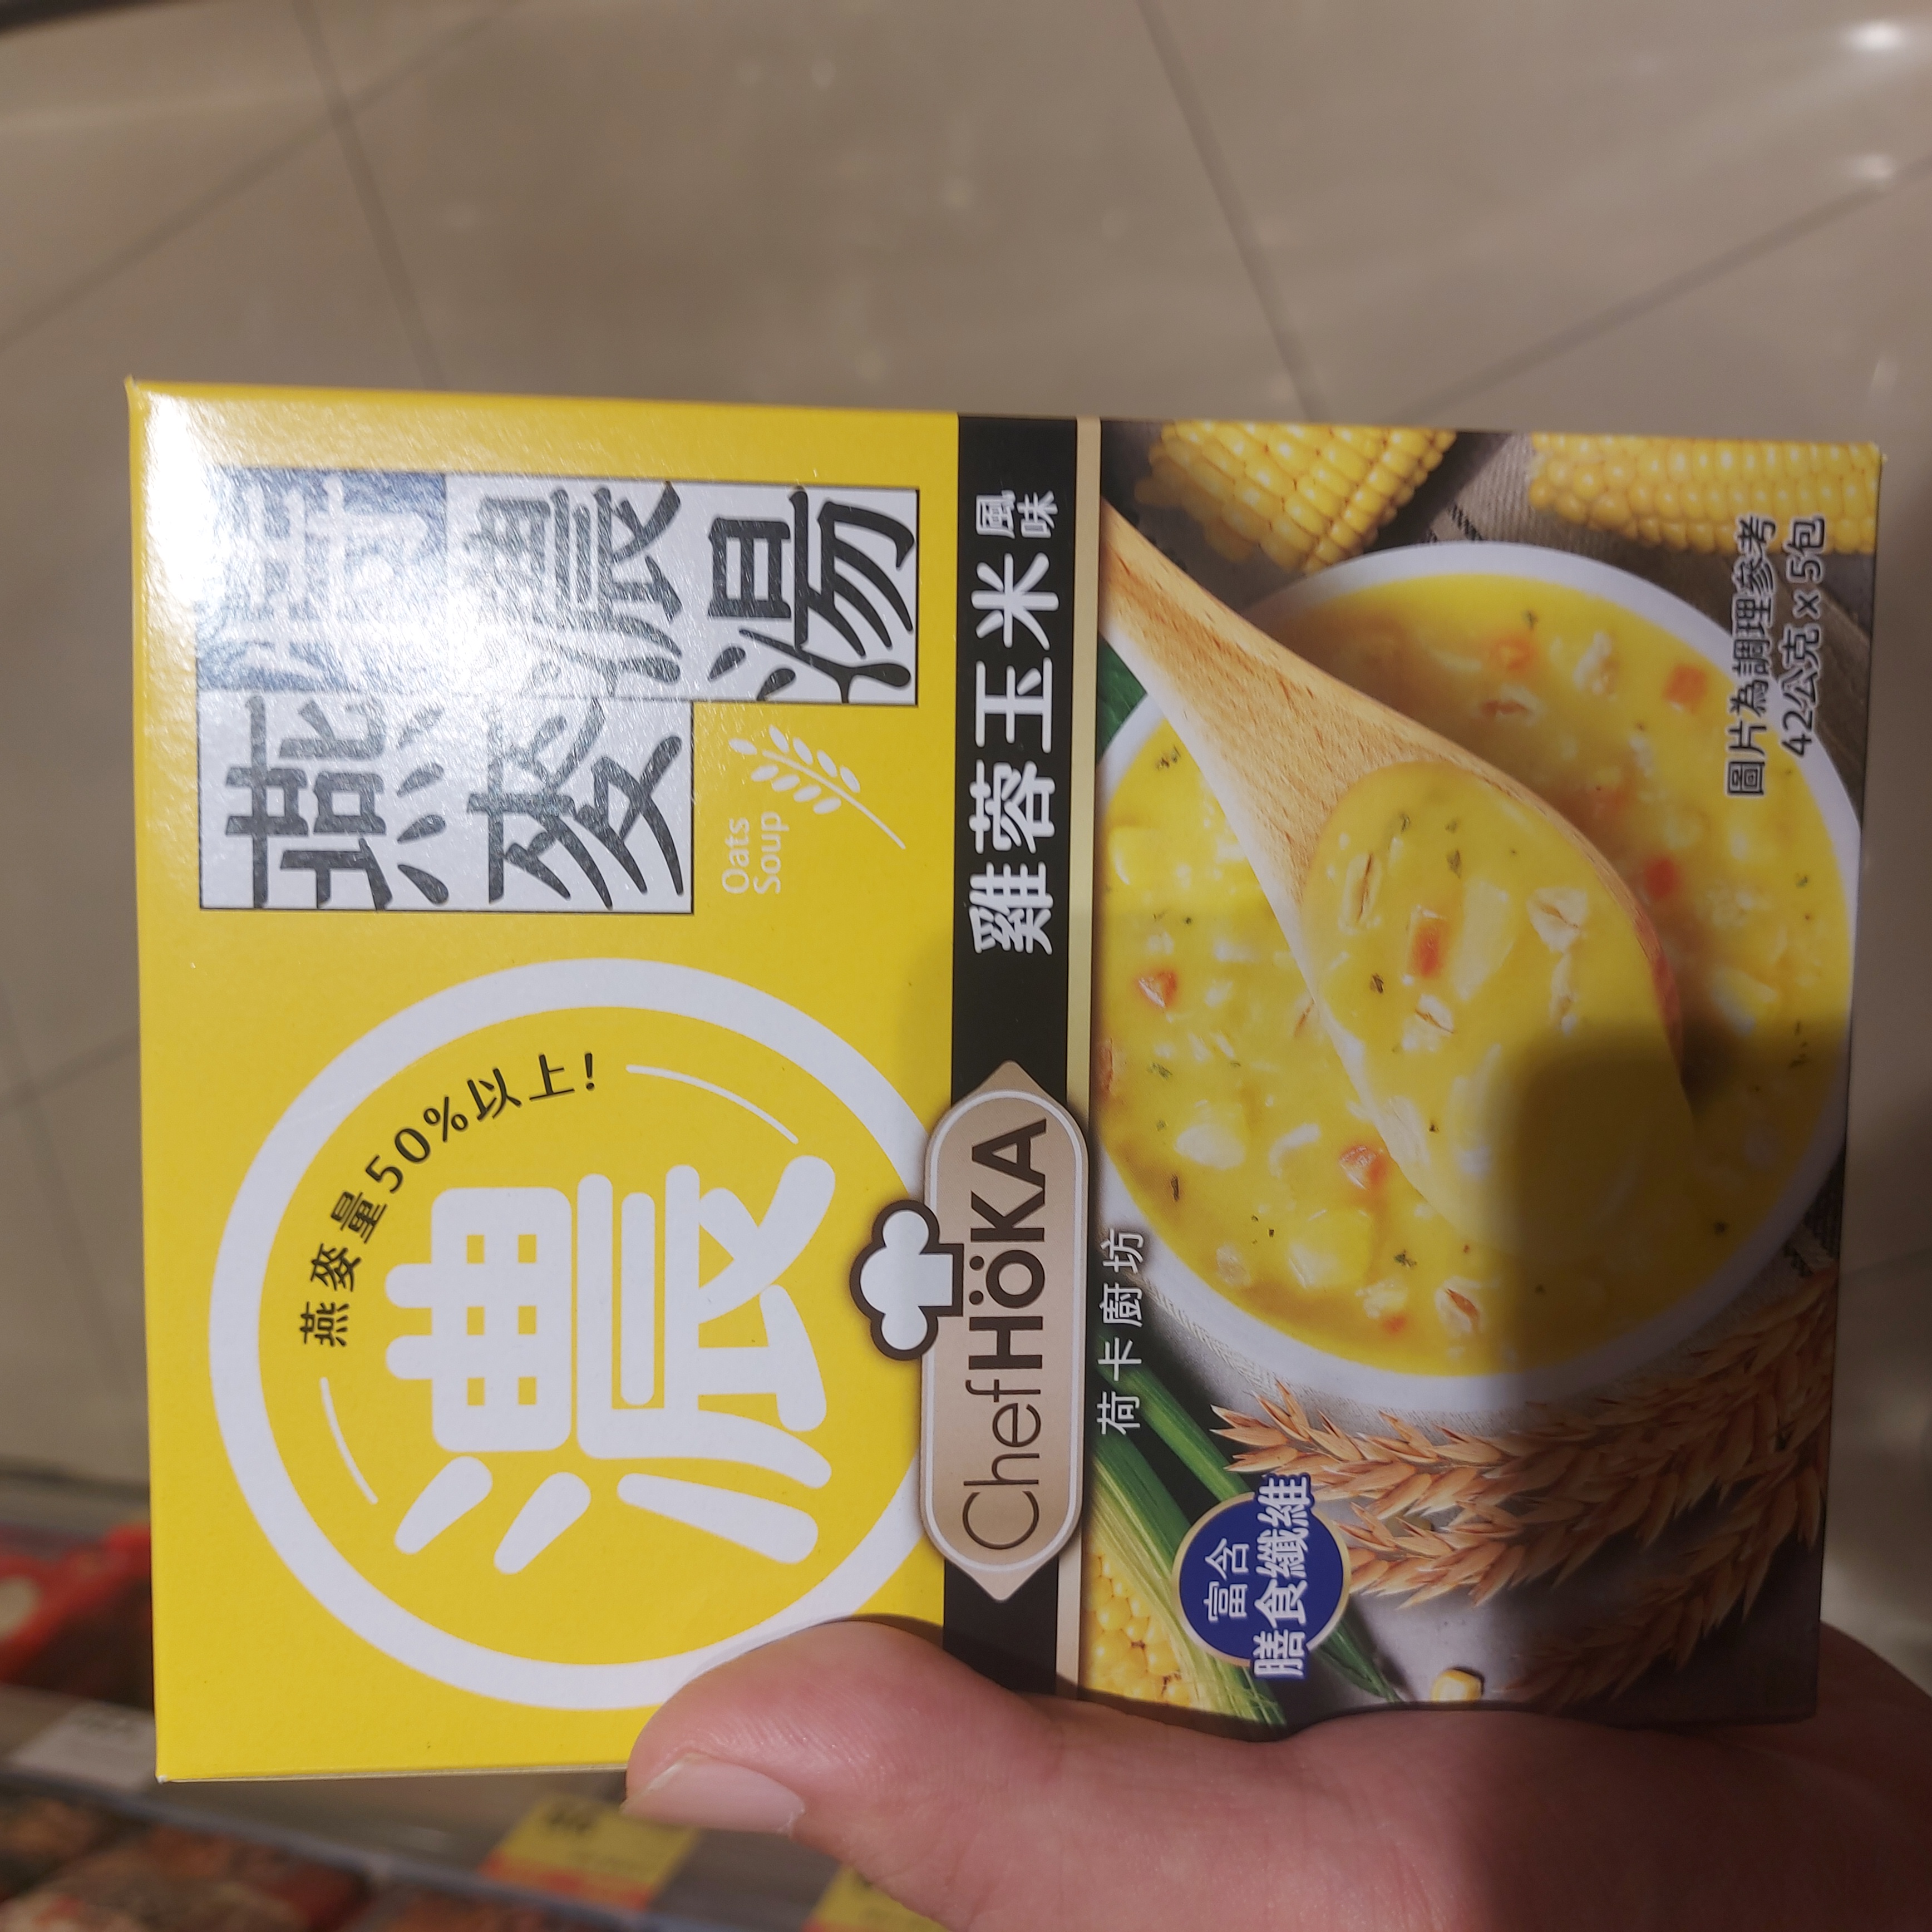 燕麥量50%以上!
濃
特濃湯
燕麥
Oats
Soup
ChefHöKA
雞蓉玉米風味
荷卡廚坊
富含
膳食纖維
圖片為調理參考
42公克 x 5包